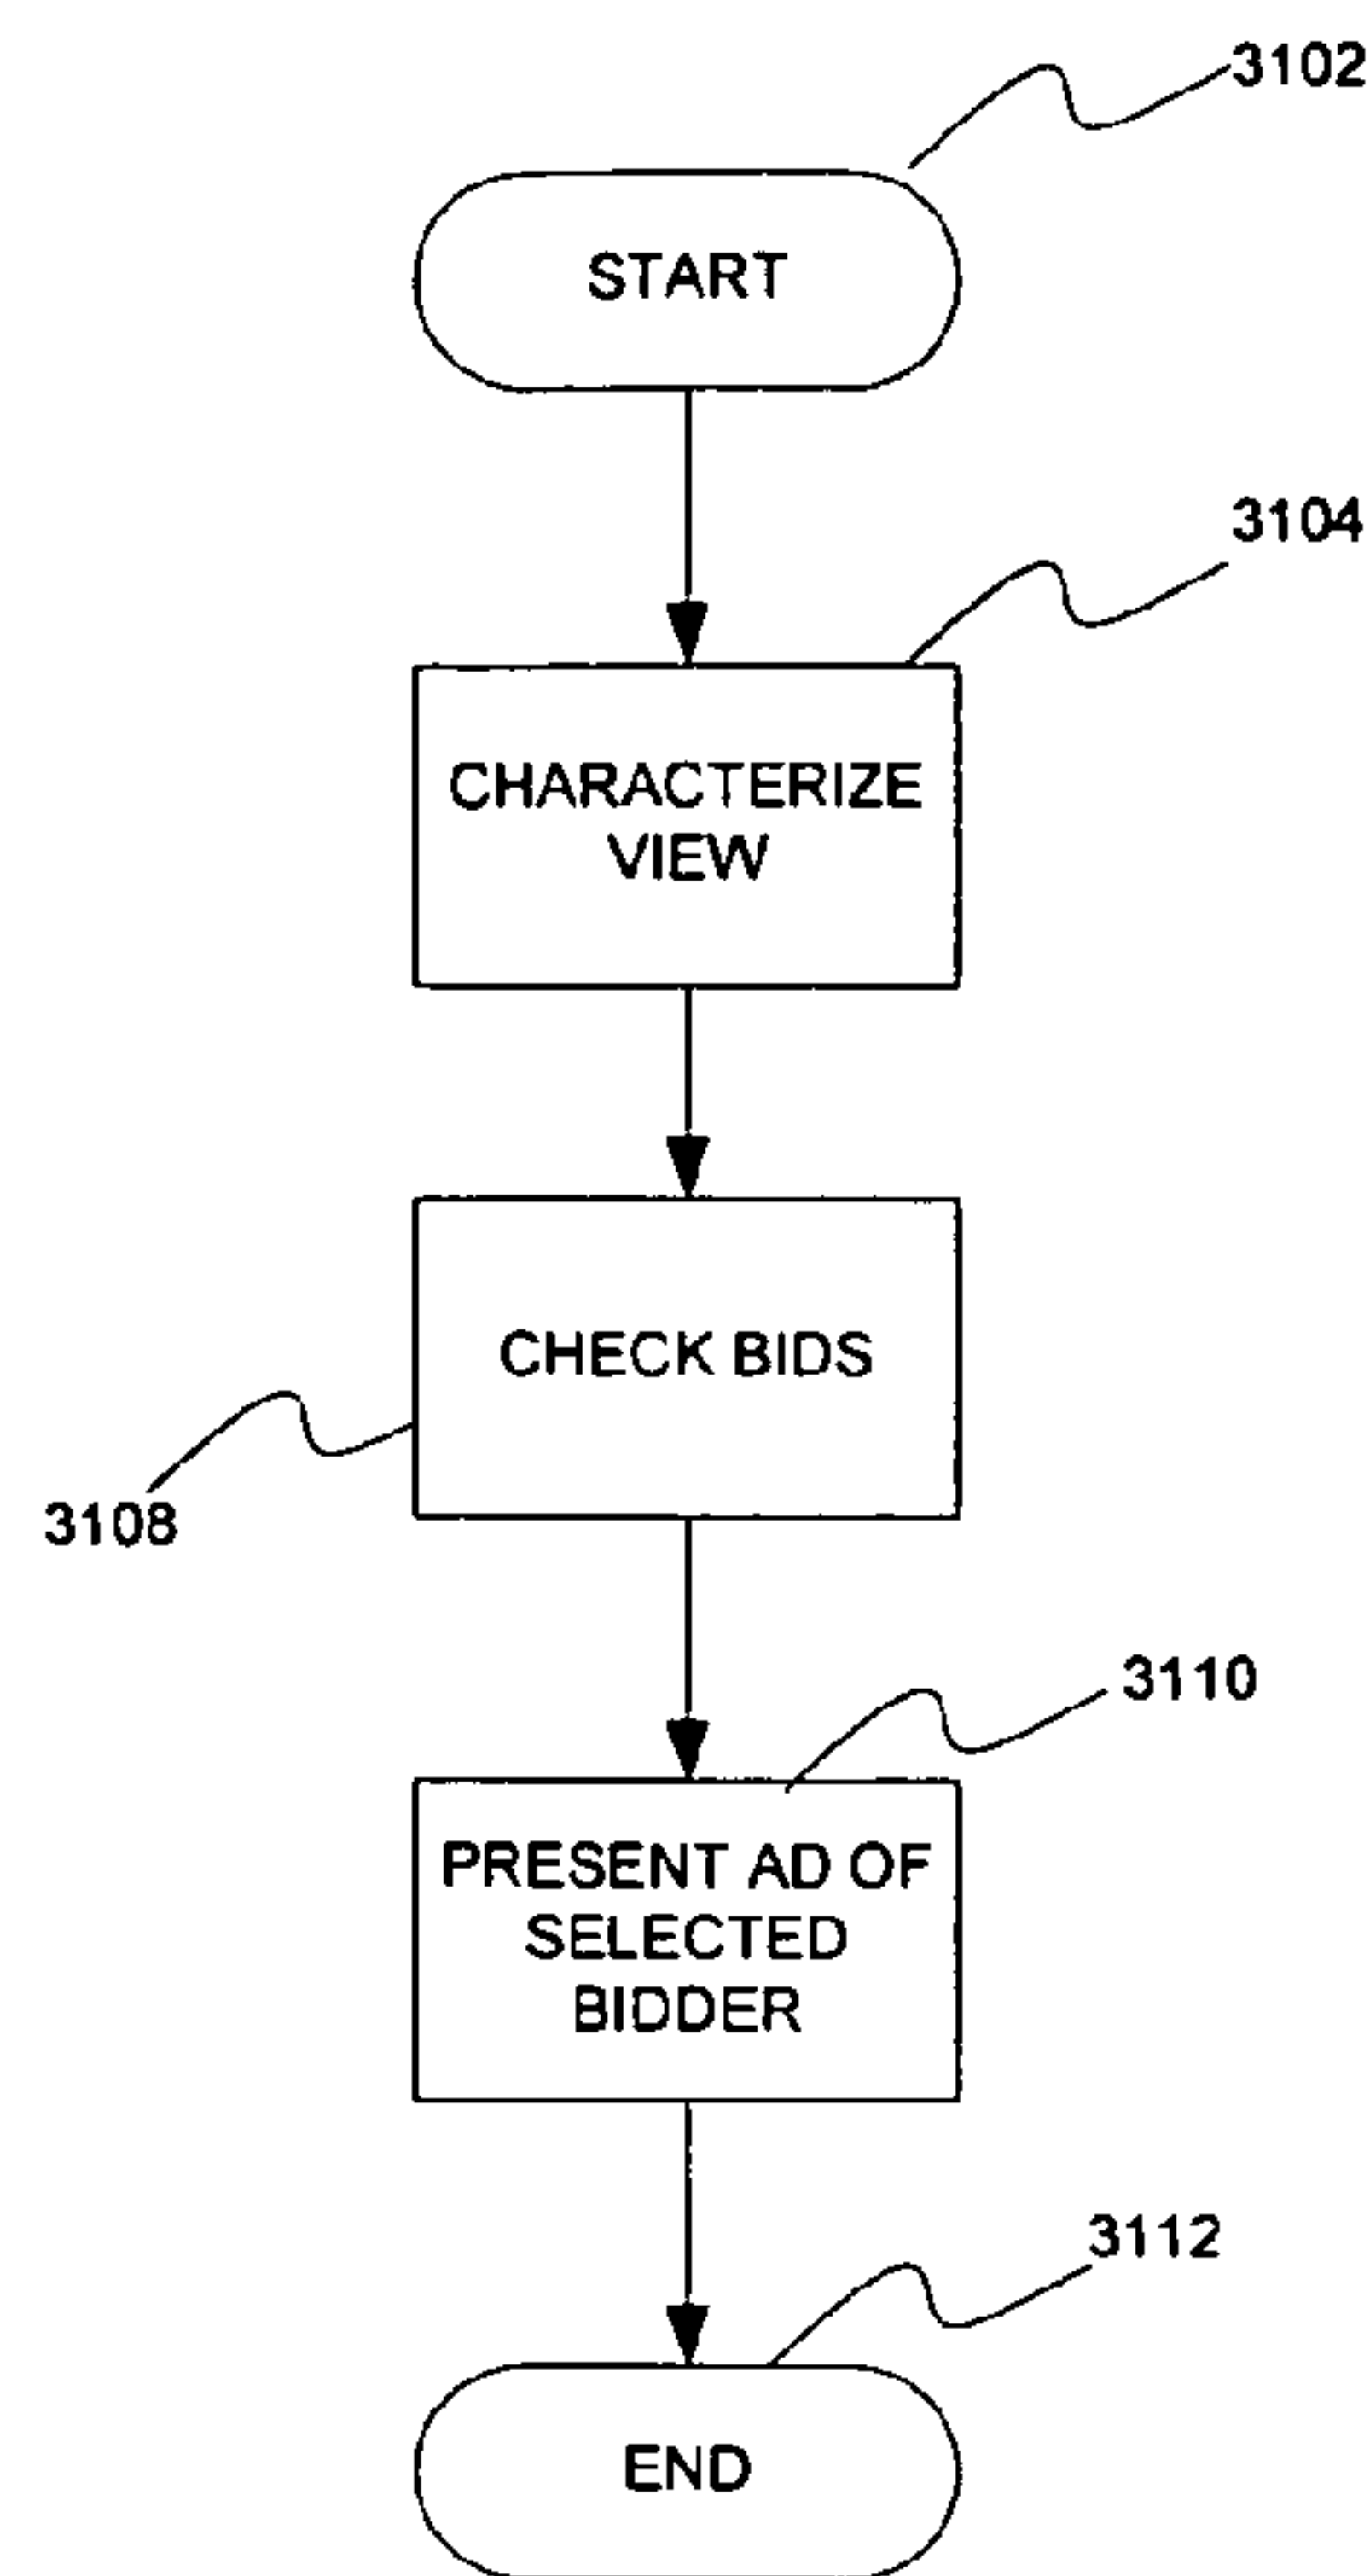 3102
START
3104
CHARACTERIZE
VIEW
CHECK BIDS
3108
3110
PRESENT AD OF
SELECTED
BIDDER
3112
END